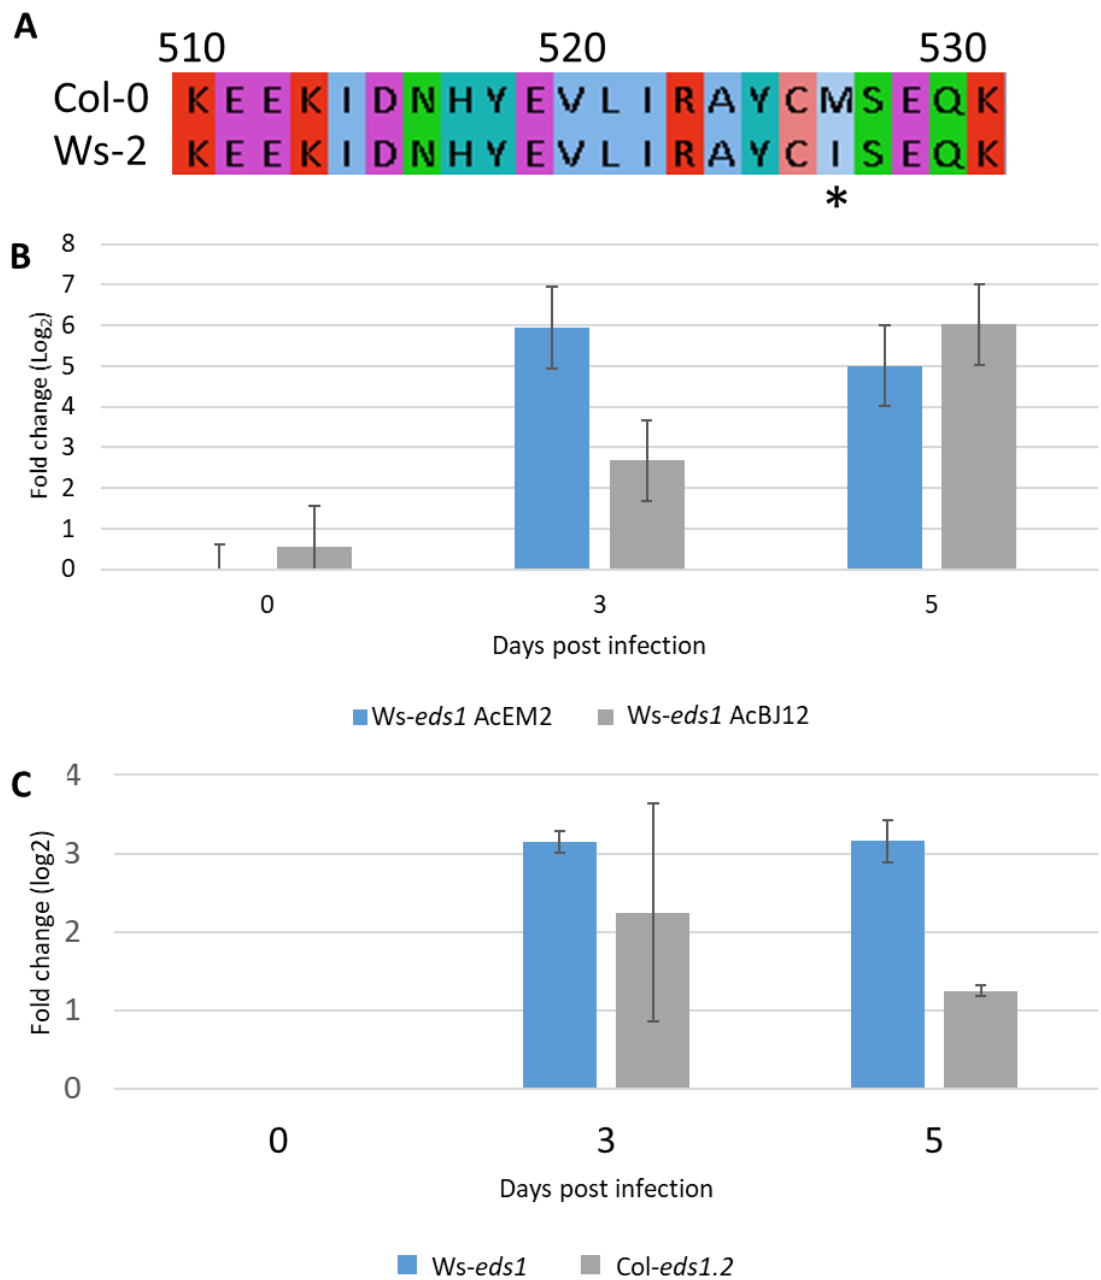 A
510 520 530
Col-0 K E E K I D N H Y E V L I R A Y C M S E Q K
Ws-2 K E E K I D N H Y E V L I R A Y C I S E Q K
*
B
Fold change (Log2)
8
7
6
5
4
3
2
1
0
0 3 5
Days post infection
Ws-eds1 AcEM2 Ws-eds1 AcBJ12
C
Fold change (log2)
4
3
2
1
0
0 3 5
Days post infection
Ws-eds1 Col-eds1.2